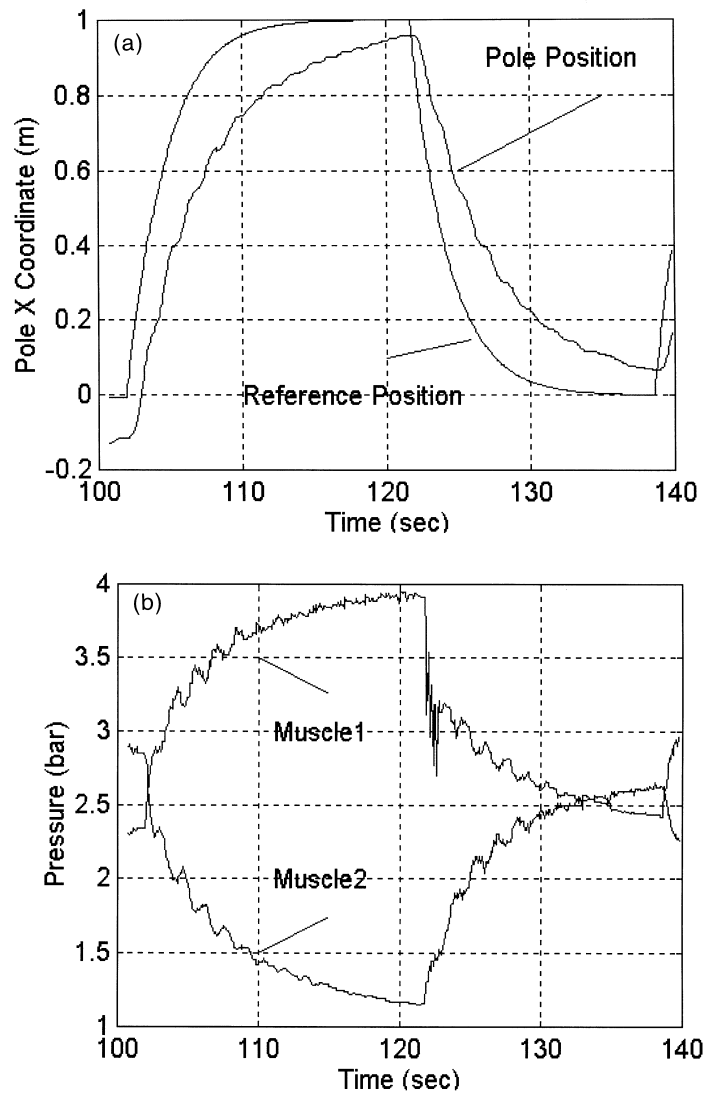 (a)
1
0.8
0.6
0.4
0.2
0
-0.2
Pole X Coordinate (m)
Pole Position
Reference Position
100
110
120
130
140
Time (sec)
(b)
4
3.5
3
2.5
2
1.5
1
Pressure (bar)
Muscle1
Muscle2
100
110
120
130
140
Time (sec)